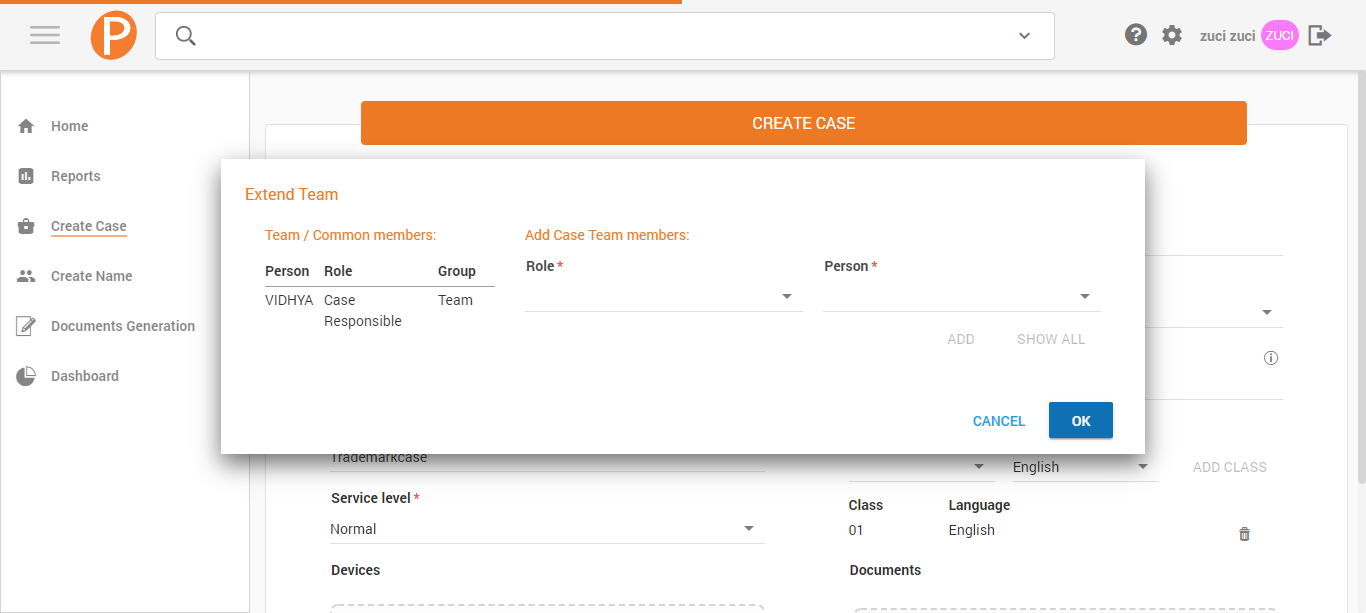 P
?
zuci zuci ZUCI
Home
Reports
Create Case
Create Name
Documents Generation
Dashboard
CREATE CASE
Extend Team
Team / Common members:
Person Role Group
VIDHYA Case Team
Responsible
Add Case Team members:
Role * Person *
ADD SHOW ALL
CANCEL OK
Trademarkcase
English ADD CLASS
Service level *
Normal
Class Language
01 English
Devices
Documents